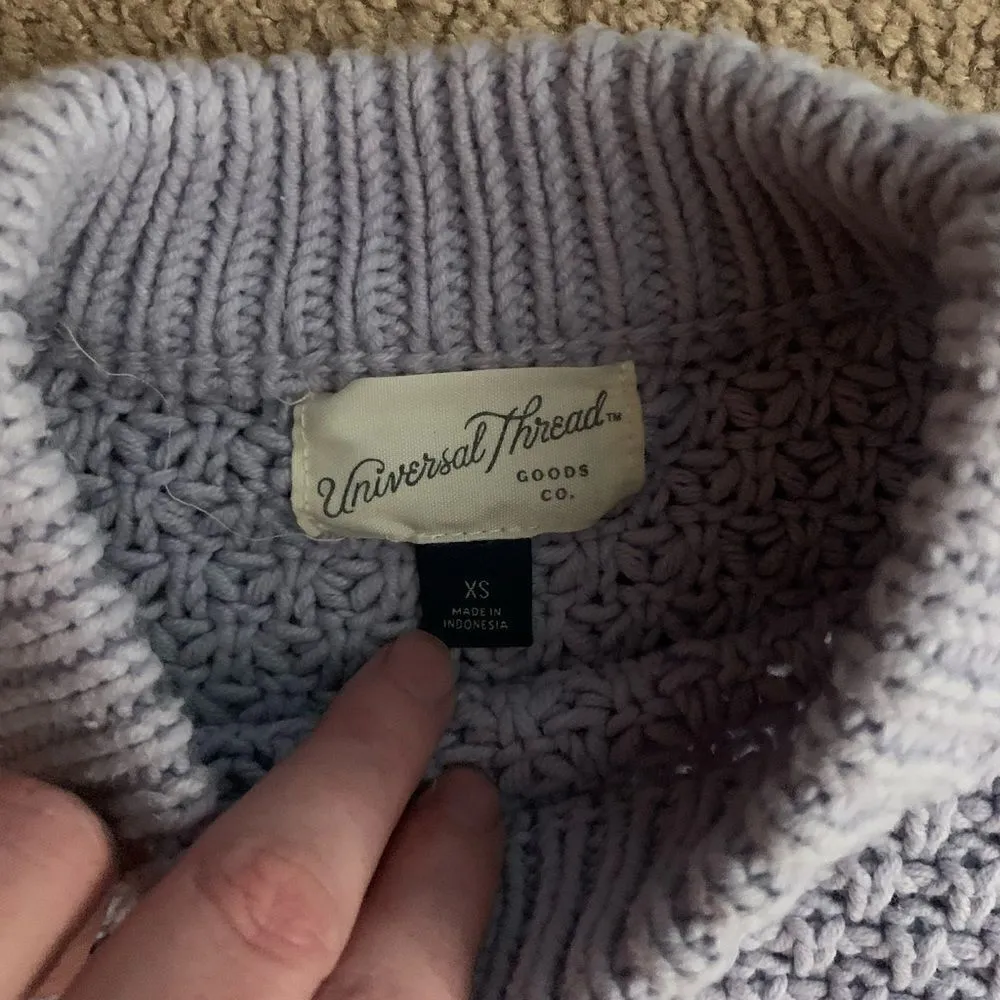 Universal Thread™
GOODS
CO.
XS
MADE IN
INDONESIA